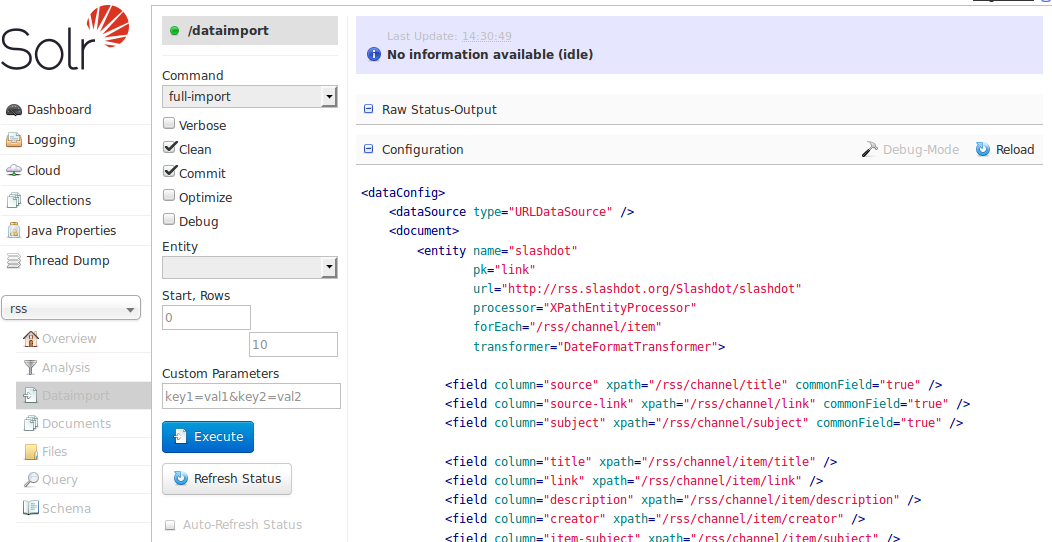 Solr
Dashboard
Logging
Cloud
Collections
Java Properties
Thread Dump
rss
Overview
Analysis
Dataimport
Documents
Files
Query
Schema
/dataimport
Command
full-import
Verbose
Clean
Commit
Optimize
Debug
Entity
Start, Rows
0
10
Custom Parameters
key1=val1&key2=val2
Execute
Refresh Status
Auto-Refresh Status
Last Update: 14:30:49
No information available (idle)
Raw Status-Output
Configuration Debug-Mode Reload
<dataConfig>
<dataSource type="URLDataSource" />
<document>
<entity name="slashdot"
pk="link"
url="http://rss.slashdot.org/Slashdot/slashdot"
processor="XPathEntityProcessor"
forEach="/rss/channel/item"
transformer="DateFormatTransformer">
<field column="source" xpath="/rss/channel/title" commonField="true" />
<field column="source-link" xpath="/rss/channel/link" commonField="true" />
<field column="subject" xpath="/rss/channel/subject" commonField="true" />
<field column="title" xpath="/rss/channel/item/title" />
<field column="link" xpath="/rss/channel/item/link" />
<field column="description" xpath="/rss/channel/item/description" />
<field column="creator" xpath="/rss/channel/item/creator" />
<field column="item-subject" xpath="/rss/channel/item/subject" />